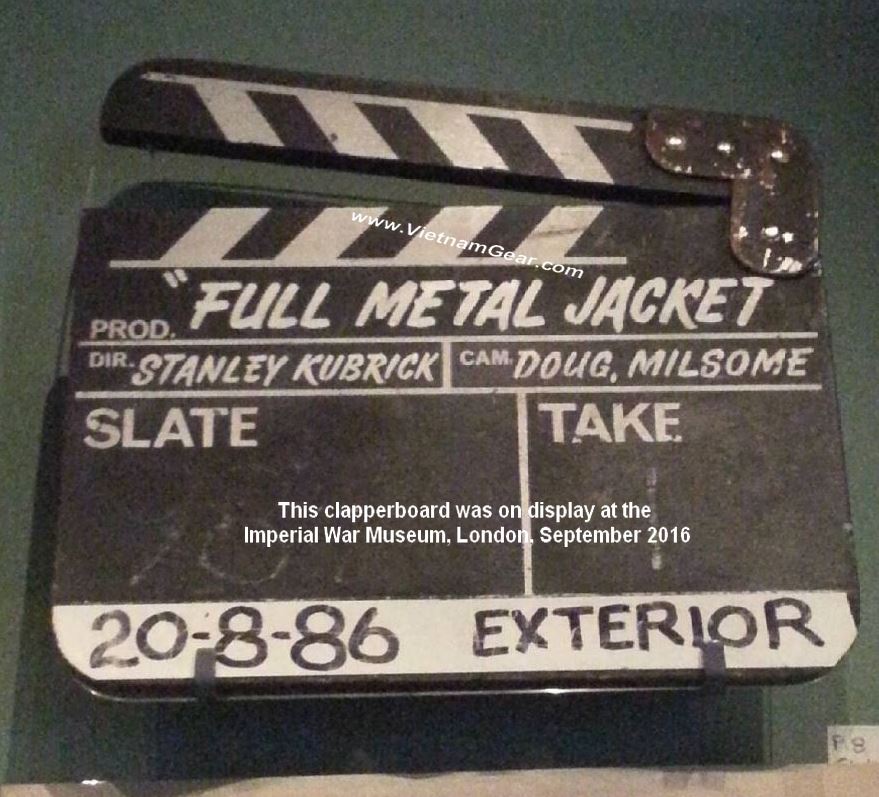 www.VietnamGear.com
PROD. "FULL METAL JACKET
DIR. STANLEY KUBRICK CAM. DOUG, MILSOME
SLATE TAKE
This clapperboard was on display at the
Imperial War Museum, London, September 2016
20-8-86 EXTERIOR
P.8